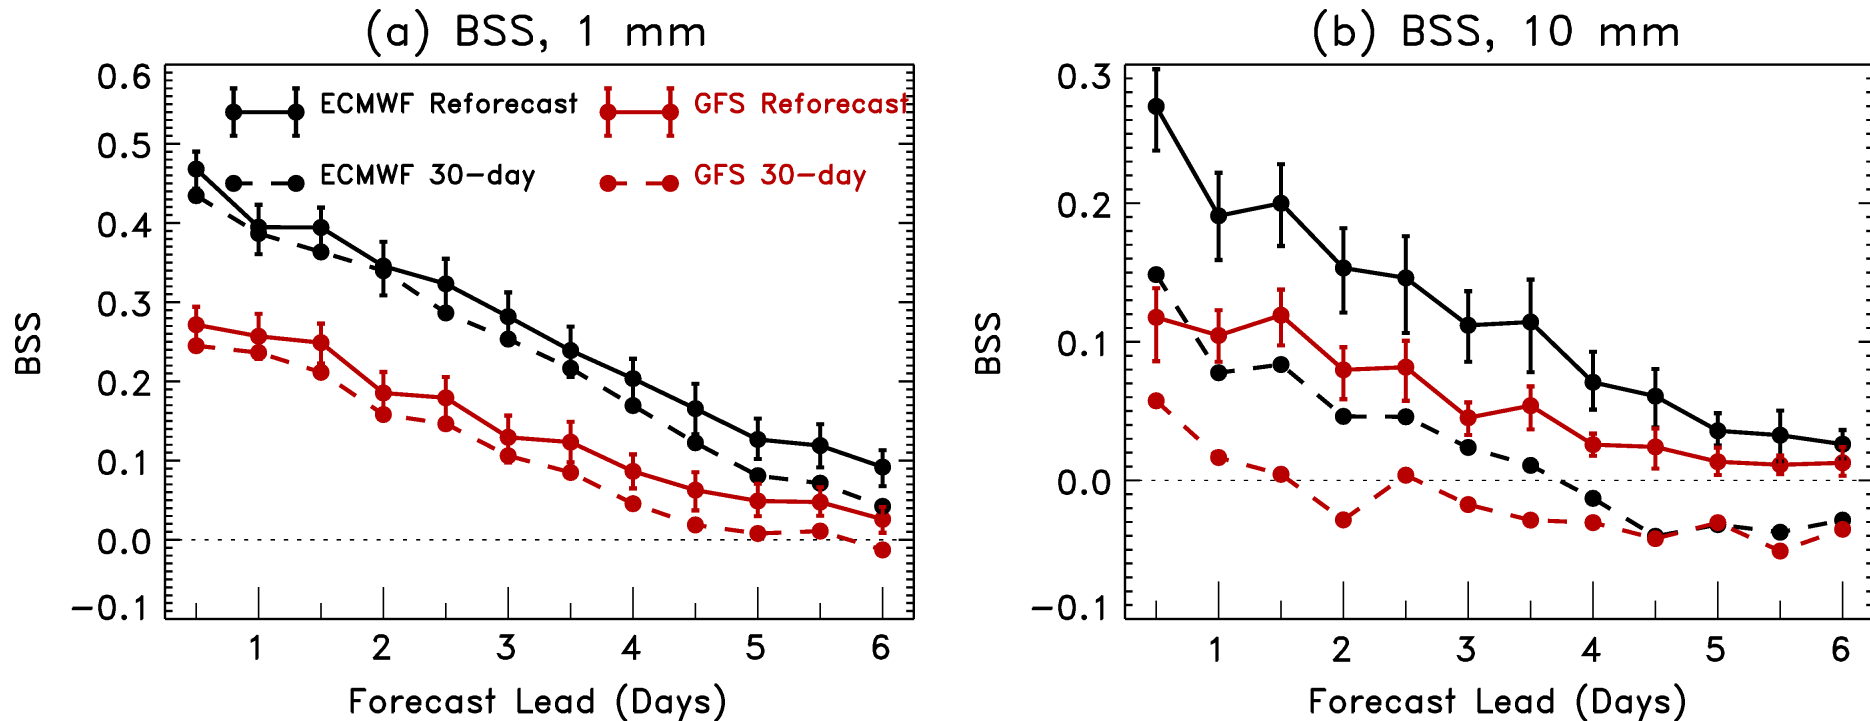 (a) BSS, 1 mm
0.6
0.5
0.4
0.3
0.2
0.1
0.0
-0.1
BSS
ECMWF Reforecast
GFS Reforecast
ECMWF 30-day
GFS 30-day
1 2 3 4 5 6
Forecast Lead (Days)
(b) BSS, 10 mm
0.3
0.2
0.1
0.0
-0.1
BSS
1 2 3 4 5 6
Forecast Lead (Days)